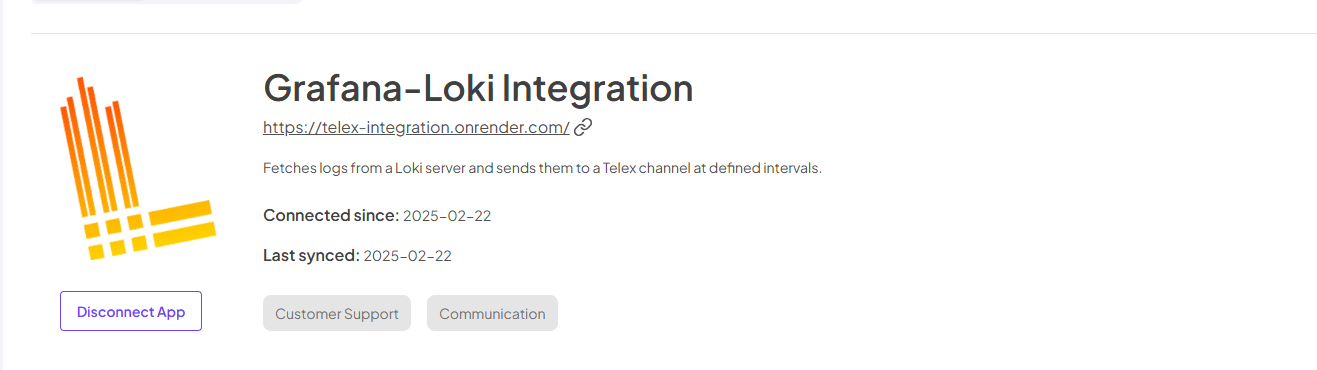 Grafana-Loki Integration
https://telex-integration.onrender.com/
Fetches logs from a Loki server and sends them to a Telex channel at defined intervals.
Connected since: 2025-02-22
Last synced: 2025-02-22
Disconnect App
Customer Support
Communication